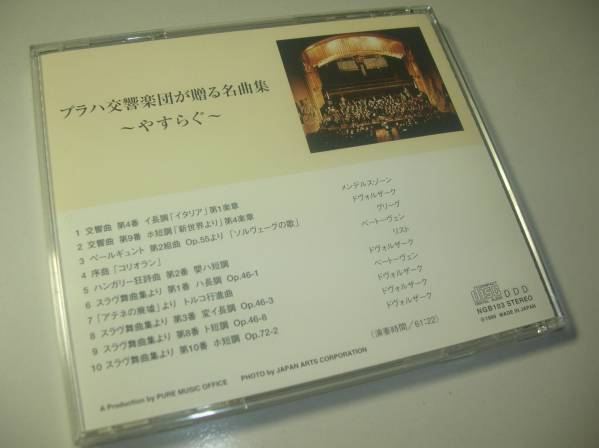 プラハ交響楽団が贈る名曲集
～やすらぐ～
1 交響曲 第4番 イ長調「イタリア」第1楽章 メンデルスゾーン
2 交響曲 第9番 ホ短調「新世界より」第4楽章 ドヴォルザーク
3 ペールギュント 第2組曲 Op.55より「ソルヴェーグの歌」 グリーグ
4 序曲「コリオラン」 ベートーヴェン
5 ハンガリー狂詩曲 第2番 嬰ハ短調 リスト
6 スラヴ舞曲集より 第1番 ハ長調 Op.46-1 ドヴォルザーク
7「アテネの廃墟」より トルコ行進曲 ベートーヴェン
8 スラヴ舞曲集より 第3番 変イ長調 Op.46-3 ドヴォルザーク
9 スラヴ舞曲集より 第8番 ト短調 Op.46-8 ドヴォルザーク
10 スラヴ舞曲集より 第10番 ホ短調 Op.72-2 ドヴォルザーク
(演奏時間/61:22)
COMPACT disc DIGITAL AUDIO DDD
NGB103 STEREO
©1999 MADE IN JAPAN
A Production by PURE MUSIC OFFICE PHOTO by JAPAN ARTS CORPORATION